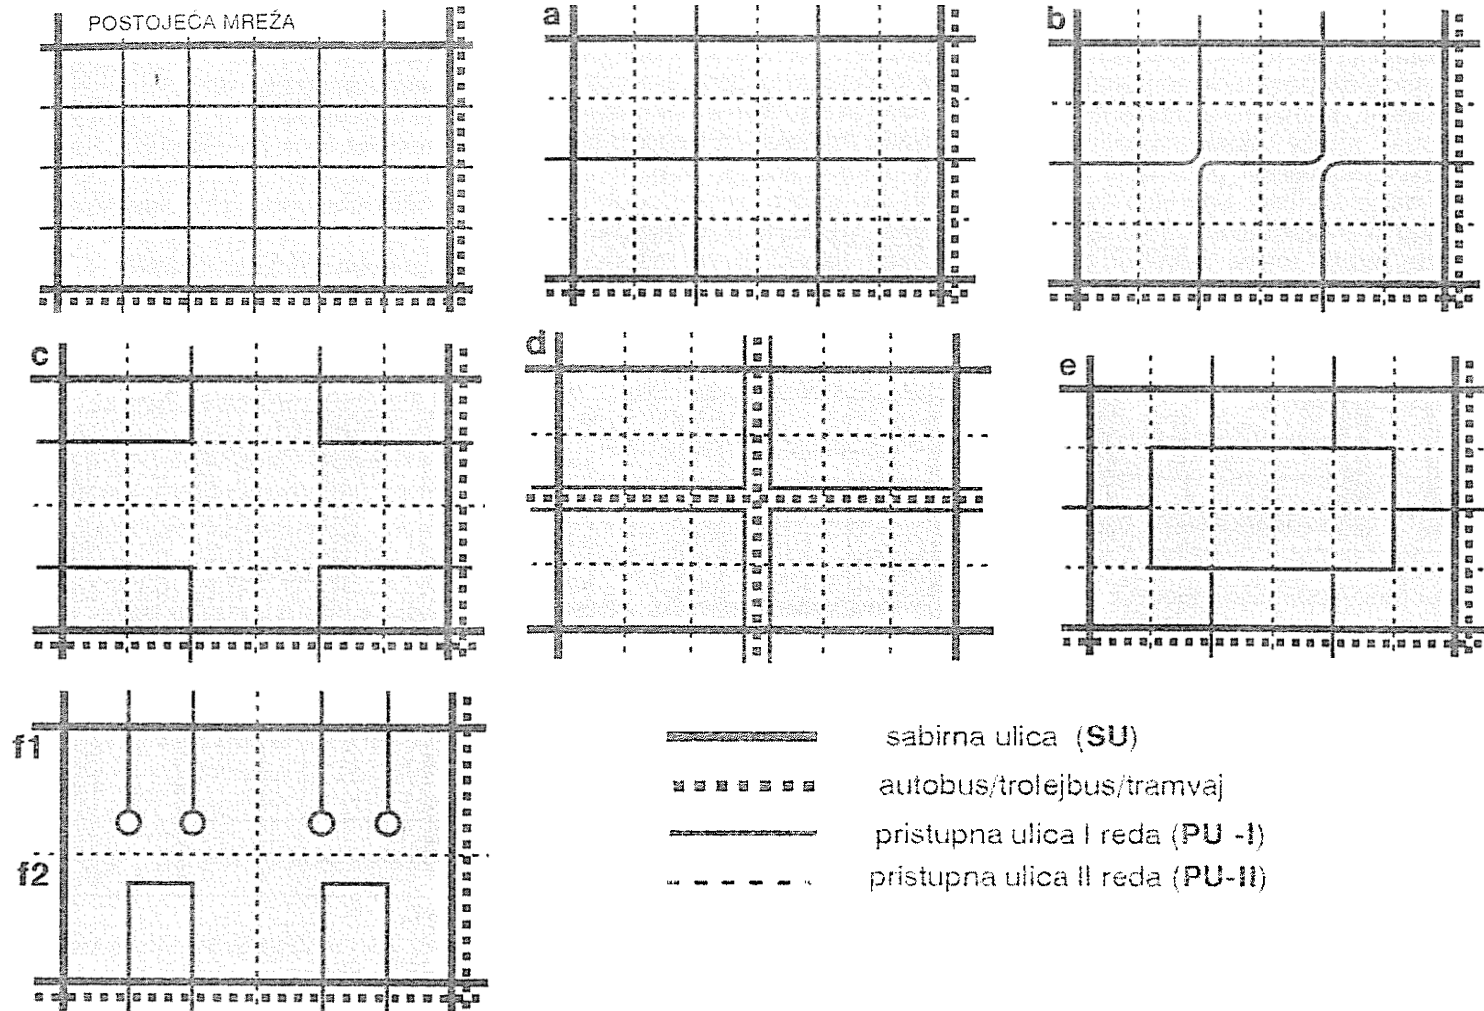 POSTOJEĆA MREŽA
a
b
c
d
e
f1
f2
sabirna ulica (SU)
autobus/trolejbus/tramvaj
pristupna ulica I reda (PU -I)
pristupna ulica II reda (PU-II)